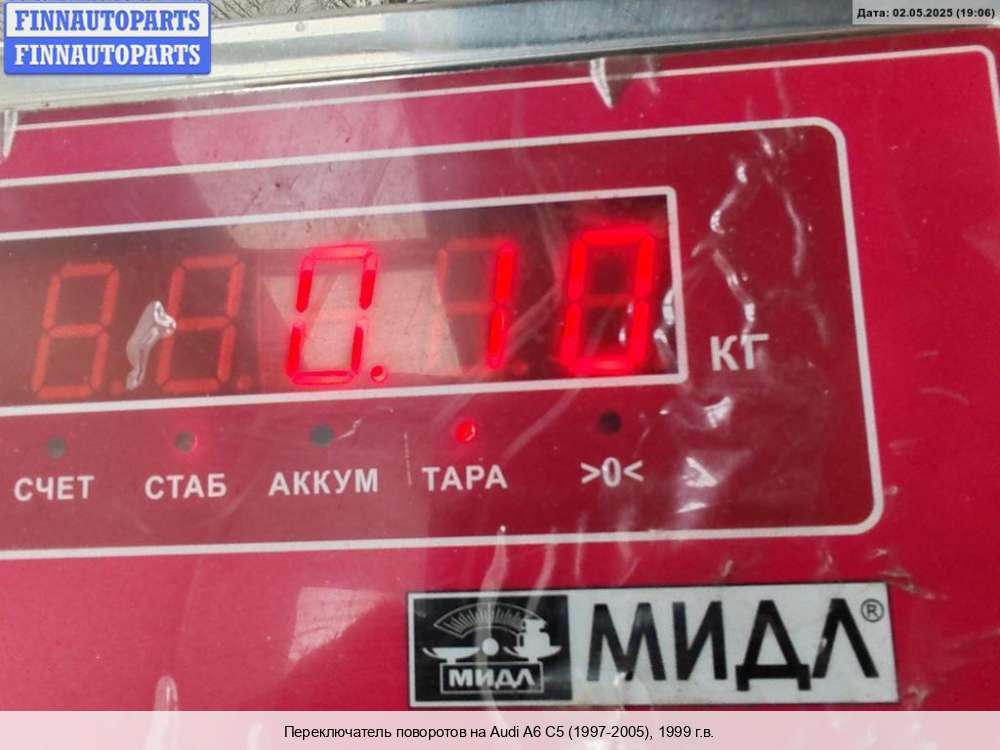 FINNAUTOPARTS
FINNAUTOPARTS
Дата: 02.05.2025 (19:06)
0.10
КГ
СЧЕТ СТАБ АККУМ ТАРА >0<
МИДЛ
МИДЛ®
Переключатель поворотов на Audi A6 C5 (1997-2005), 1999 г.в.